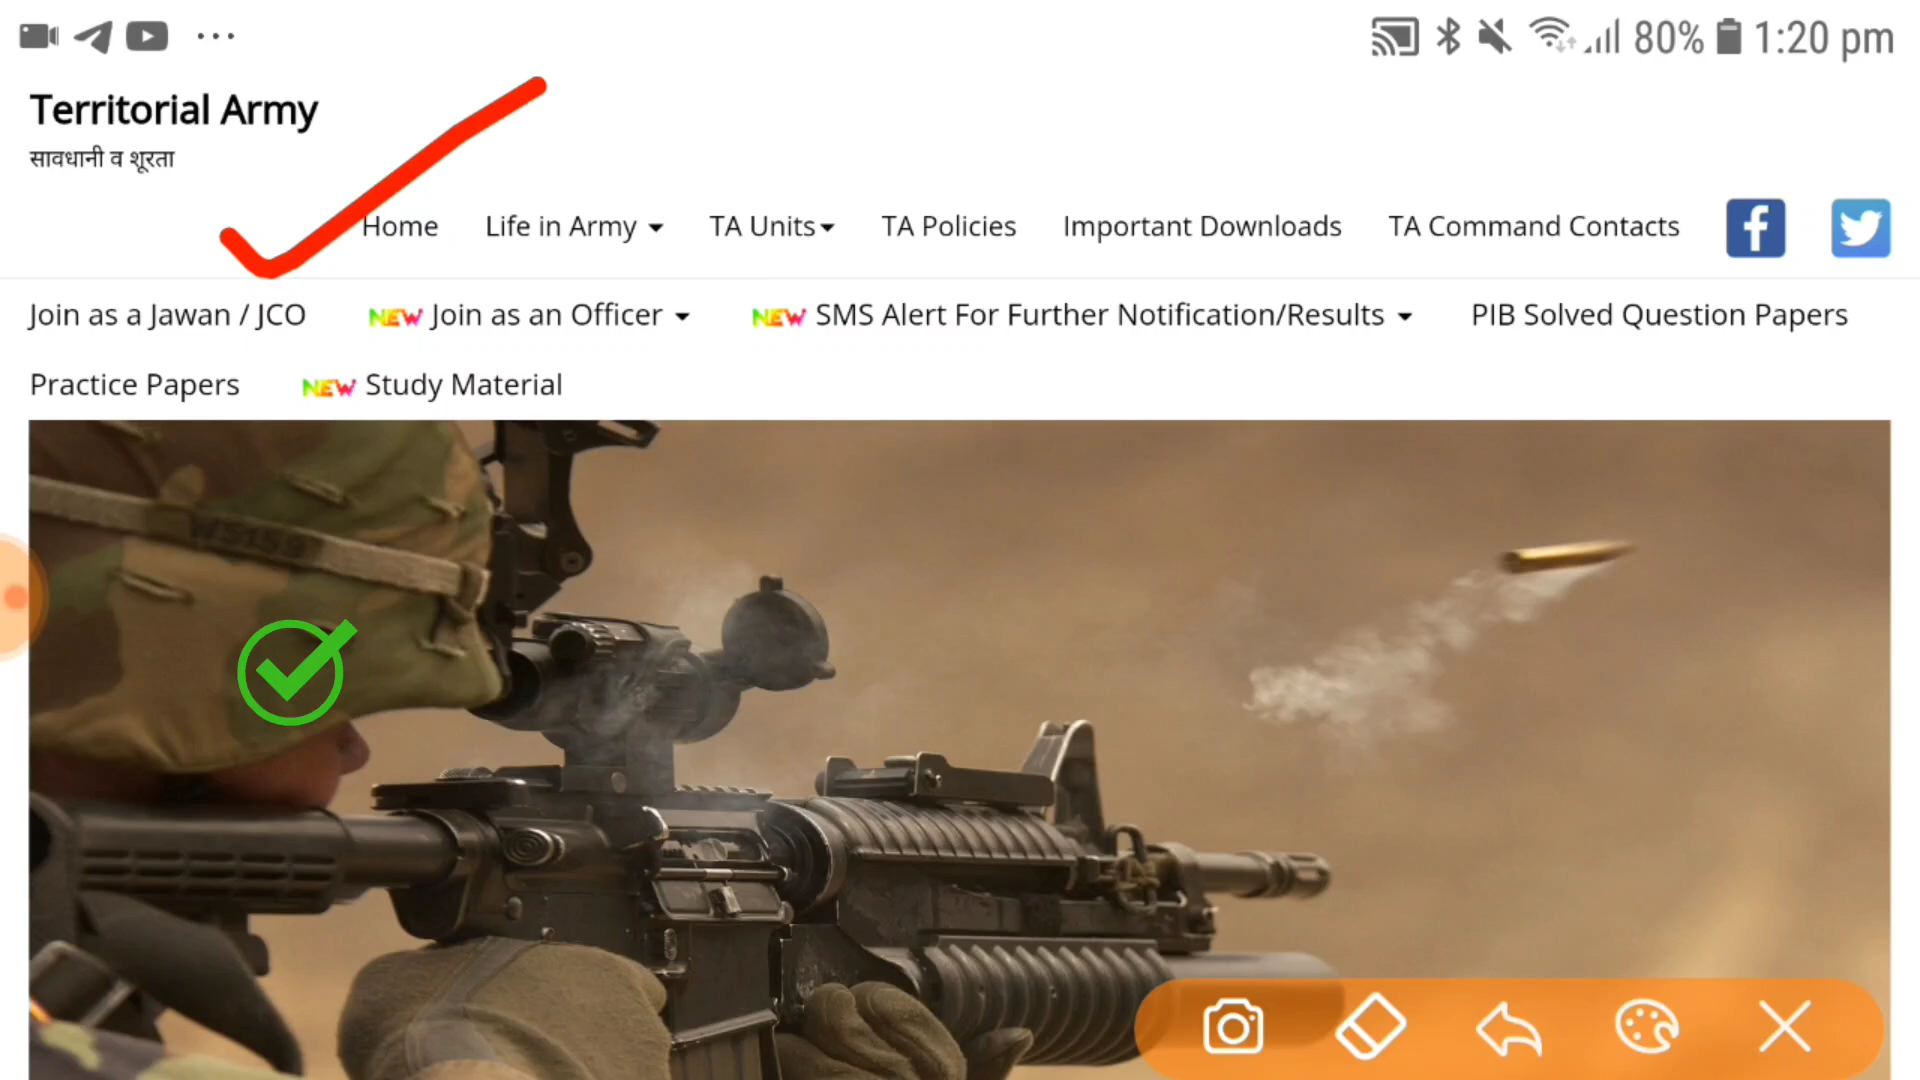 80% 1:20 pm
Territorial Army
सावधानी व शूरता
Home Life in Army TA Units TA Policies Important Downloads TA Command Contacts
Join as a Jawan / JCO NEW Join as an Officer NEW SMS Alert For Further Notification/Results PIB Solved Question Papers
Practice Papers NEW Study Material